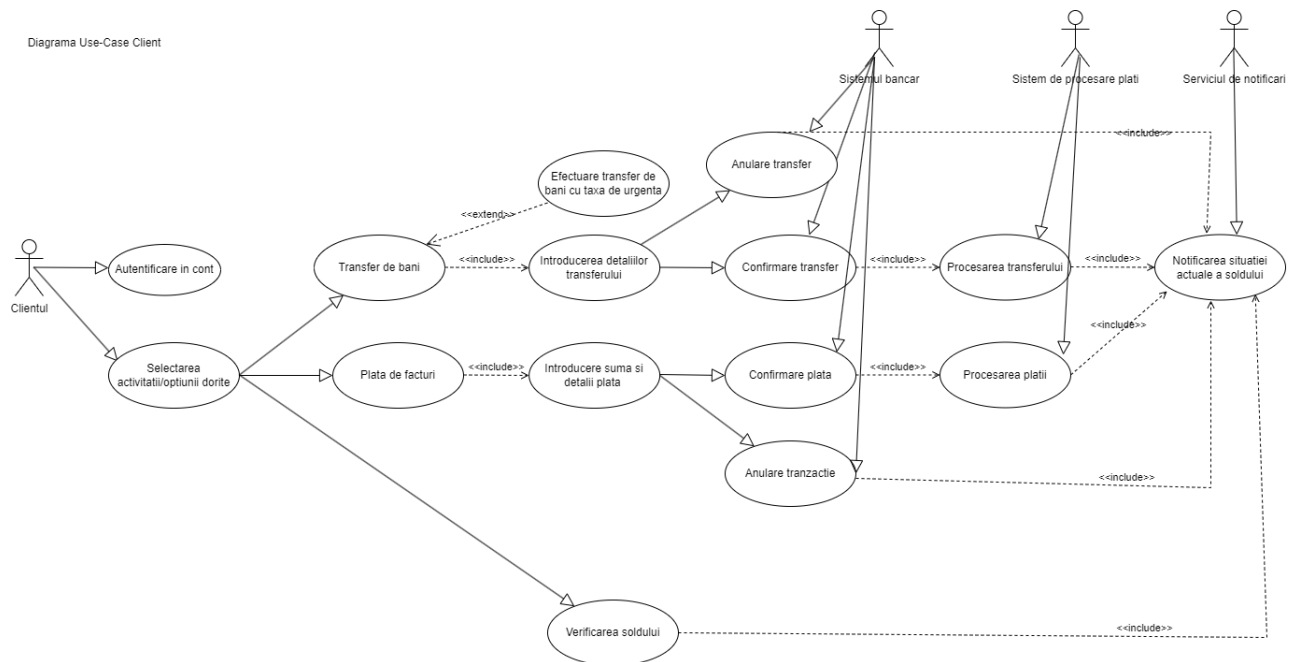 Diagrama Use-Case Client
Sistemul bancar
Sistem de procesare plati
Serviciul de notificari
<<include>>
Anulare transfer
Efectuare transfer de
bani cu taxa de urgenta
<<extend>>
Clientul
Autentificare in cont
Transfer de bani
<<include>>
Introducerea detaliilor
transferului
Confirmare transfer
<<include>>
Procesarea transferului
<<include>>
Notificarea situatiei
actuale a soldului
<<include>>
Selectarea
activitatii/optiunii dorite
Plata de facturi
<<include>>
Introducere suma si
detalii plata
Confirmare plata
<<include>>
Procesarea platii
Anulare tranzactie
<<include>>
Verificarea soldului
<<include>>